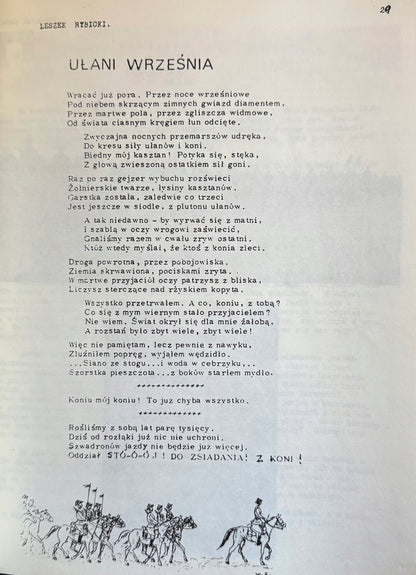 29
LESZEK RYBICKI.
UŁANI WRZEŚNIA
Wracać już pora. Przez noce wrześniowe
Pod niebem skrzącym zimnych gwiazd diamentem,
Przez martwe pola, przez zgliszcza widmowe,
Od świata ciasnym kręgiem łun odcięte.
Zwyczajna nocnych przemarszów udręka,
Do kresu siły ułanów i koni.
Biedny mój kasztan! Potyka się, stęka,
Z głową zwieszoną ostatkiem sił goni.
Raz po raz gejzer wybuchu rozświeci
Żołnierskie twarze, łysiny kasztanów.
Garstka została, zaledwie co trzeci
Jest jeszcze w siodle, z plutonu ułanów.
A tak niedawno - by wyrwać się z matni,
I szablą w oczy wrogowi zaświecić,
Gnaliśmy razem w cwału zryw ostatni.
Któż wtedy myślał, że ktoś z konia zleci.
Droga powrotna, przez pobojowiska.
Ziemia skrwawiona, pociskami zryta.
W martwe przyjaciół oczy patrzysz z bliska,
Liczysz sterczące nad rżyskiem kopyta.
Wszystko przetrwałem. A co, koniu, z tobą?
Co się z mym wiernym stało przyjacielem?
Nie wiem. Świat okrył się dla mnie żałobą,
A rozstań było zbyt wiele, zbyt wiele!
Więc nie pamiętam, lecz pewnie z nawyku,
Zluźniłem popręg, wyjąłem wędzidło.
...Siano ze stogu...i woda w cebrzyku...
Szorstka pieszczota...z boków starłem mydło.
**************
Koniu mój koniu! To już chyba wszystko.
*************
Rośliśmy z sobą lat parę tysięcy.
Dziś od rozłąki już nic nie uchroni.
Szwadronów jazdy nie będzie już więcej.
Oddział STÓ-Ó-Ó J ! DO ZSIADANIA! Z KONI !